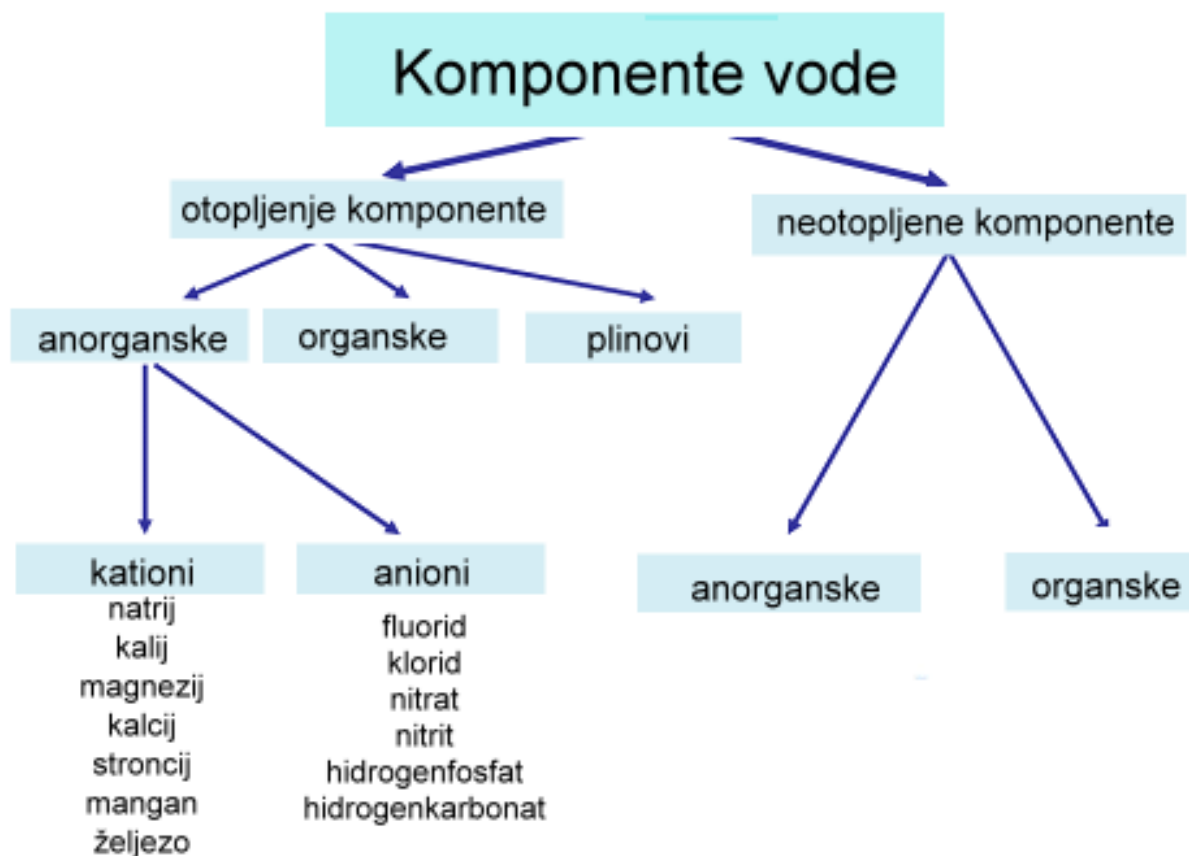 Komponente vode
otopljenje komponente
neotopljene komponente
anorganske
organske
plinovi
kationi
natrij
kalij
magnezij
kalcij
stroncij
mangan
željezo
anioni
fluorid
klorid
nitrat
nitrit
hidrogenfosfat
hidrogenkarbonat
anorganske
organske